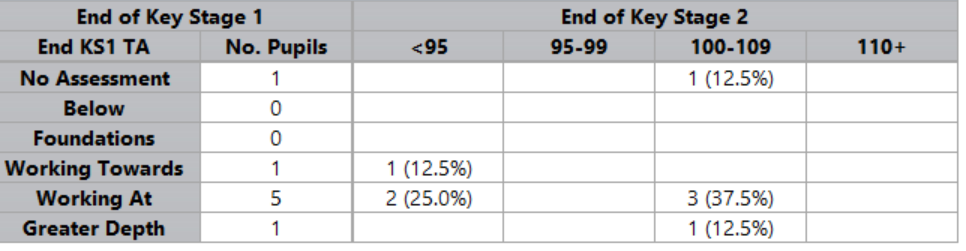 End of Key Stage 1 End of Key Stage 2
End KS1 TA No. Pupils <95 95-99 100-109 110+
No Assessment 1 1 (12.5%)
Below 0
Foundations 0
Working Towards 1 1 (12.5%)
Working At 5 2 (25.0%) 3 (37.5%)
Greater Depth 1 1 (12.5%)